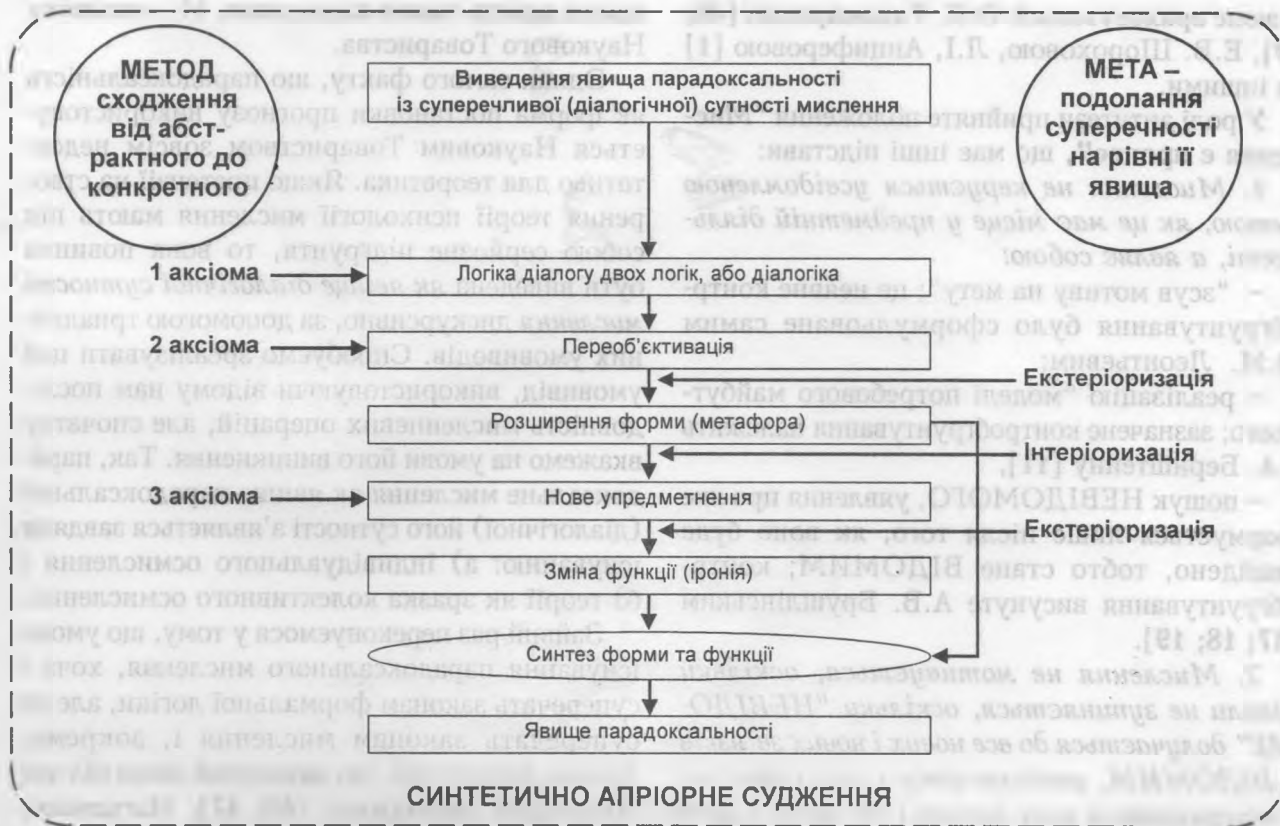 МЕТОД
сходження
від абст-
рактного до
конкретного
Виведення явища парадоксальності
із суперечливої (діалогічної) сутності мислення
МЕТА –
подолання
суперечності
на рівні її
явища
1 аксіома
Логіка діалогу двох логік, або діалогіка
2 аксіома
Переоб’єктивація
Екстеріоризація
Розширення форми (метафора)
Інтеріоризація
3 аксіома
Нове упредметнення
Екстеріоризація
Зміна функції (іронія)
Синтез форми та функції
Явище парадоксальності
СИНТЕТИЧНО АПРІОРНЕ СУДЖЕННЯ